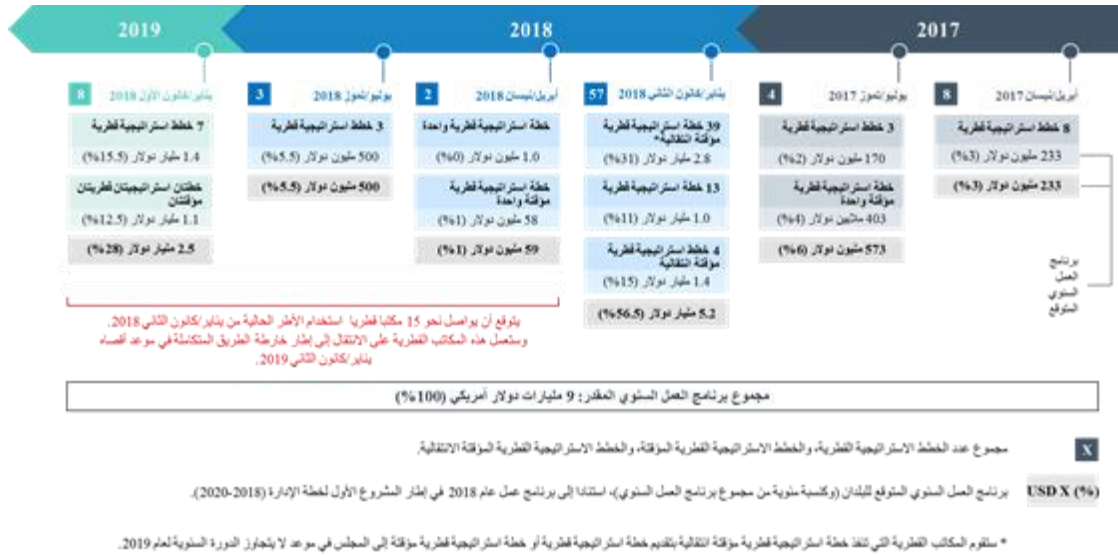 2017
2018
2019
أبريل/نيسان 2017
8
8 خطط استراتيجية قطرية
233 مليون دولار (3%)
233 مليون دولار (3%)
يوليو/تموز 2017
4
3 خطط استراتيجية قطرية
170 مليون دولار (2%)
خطة استراتيجية قطرية
مؤقتة واحدة
403 ملايين دولار (4%)
573 مليون دولار (6%)
يناير/كانون الثاني 2018
57
39 خطة استراتيجية قطرية
مؤقتة انتقالية*
2.8 مليار دولار (31%)
13 خطة استراتيجية قطرية
1.0 مليار دولار (11%)
4 خطط استراتيجية قطرية
مؤقتة انتقالية
1.4 مليار دولار (15%)
5.2 مليار دولار (56.5%)
أبريل/نيسان 2018
2
خطة استراتيجية قطرية واحدة
1.0 مليون دولار (0%)
خطة استراتيجية قطرية
مؤقتة واحدة
58 مليون دولار (1%)
59 مليون دولار (1%)
يوليو/تموز 2018
3
3 خطط استراتيجية قطرية
500 مليون دولار (5.5%)
500 مليون دولار (5.5%)
يناير/كانون الأول 2018
8
7 خطط استراتيجية قطرية
1.4 مليار دولار (15.5%)
خطتان استراتيجيتان قطريتان
مؤقتتان
1.1 مليار دولار (12.5%)
2.5 مليار دولار (28%)
برنامج
العمل
السنوي
المتوقع
يتوقع أن يواصل نحو 15 مكتبا قطريا استخدام الأطر الحالية من يناير/كانون الثاني 2018.
وستعمل هذه المكاتب القطرية على الانتقال إلى إطار خارطة الطريق المتكاملة في موعد أقصاه
يناير/كانون الثاني 2019.
مجموع برنامج العمل السنوي المقدر: 9 مليارات دولار أمريكي (100%)
X مجموع عدد الخطط الاستراتيجية القطرية، والخطط الاستراتيجية القطرية المؤقتة، والخطط الاستراتيجية القطرية المؤقتة الانتقالية.
USD X (%) برنامج العمل السنوي المتوقع للبلدان (وكنسبة مئوية من مجموع برنامج العمل السنوي)، استنادا إلى برنامج عمل عام 2018 في إطار المشروع الأول لخطة الإدارة (2018-2020).
* ستقوم المكاتب القطرية التي تنفذ خطة استراتيجية قطرية مؤقتة انتقالية بتقديم خطة استراتيجية قطرية أو خطة استراتيجية قطرية مؤقتة إلى المجلس في موعد لا يتجاوز الدورة السنوية لعام 2019.